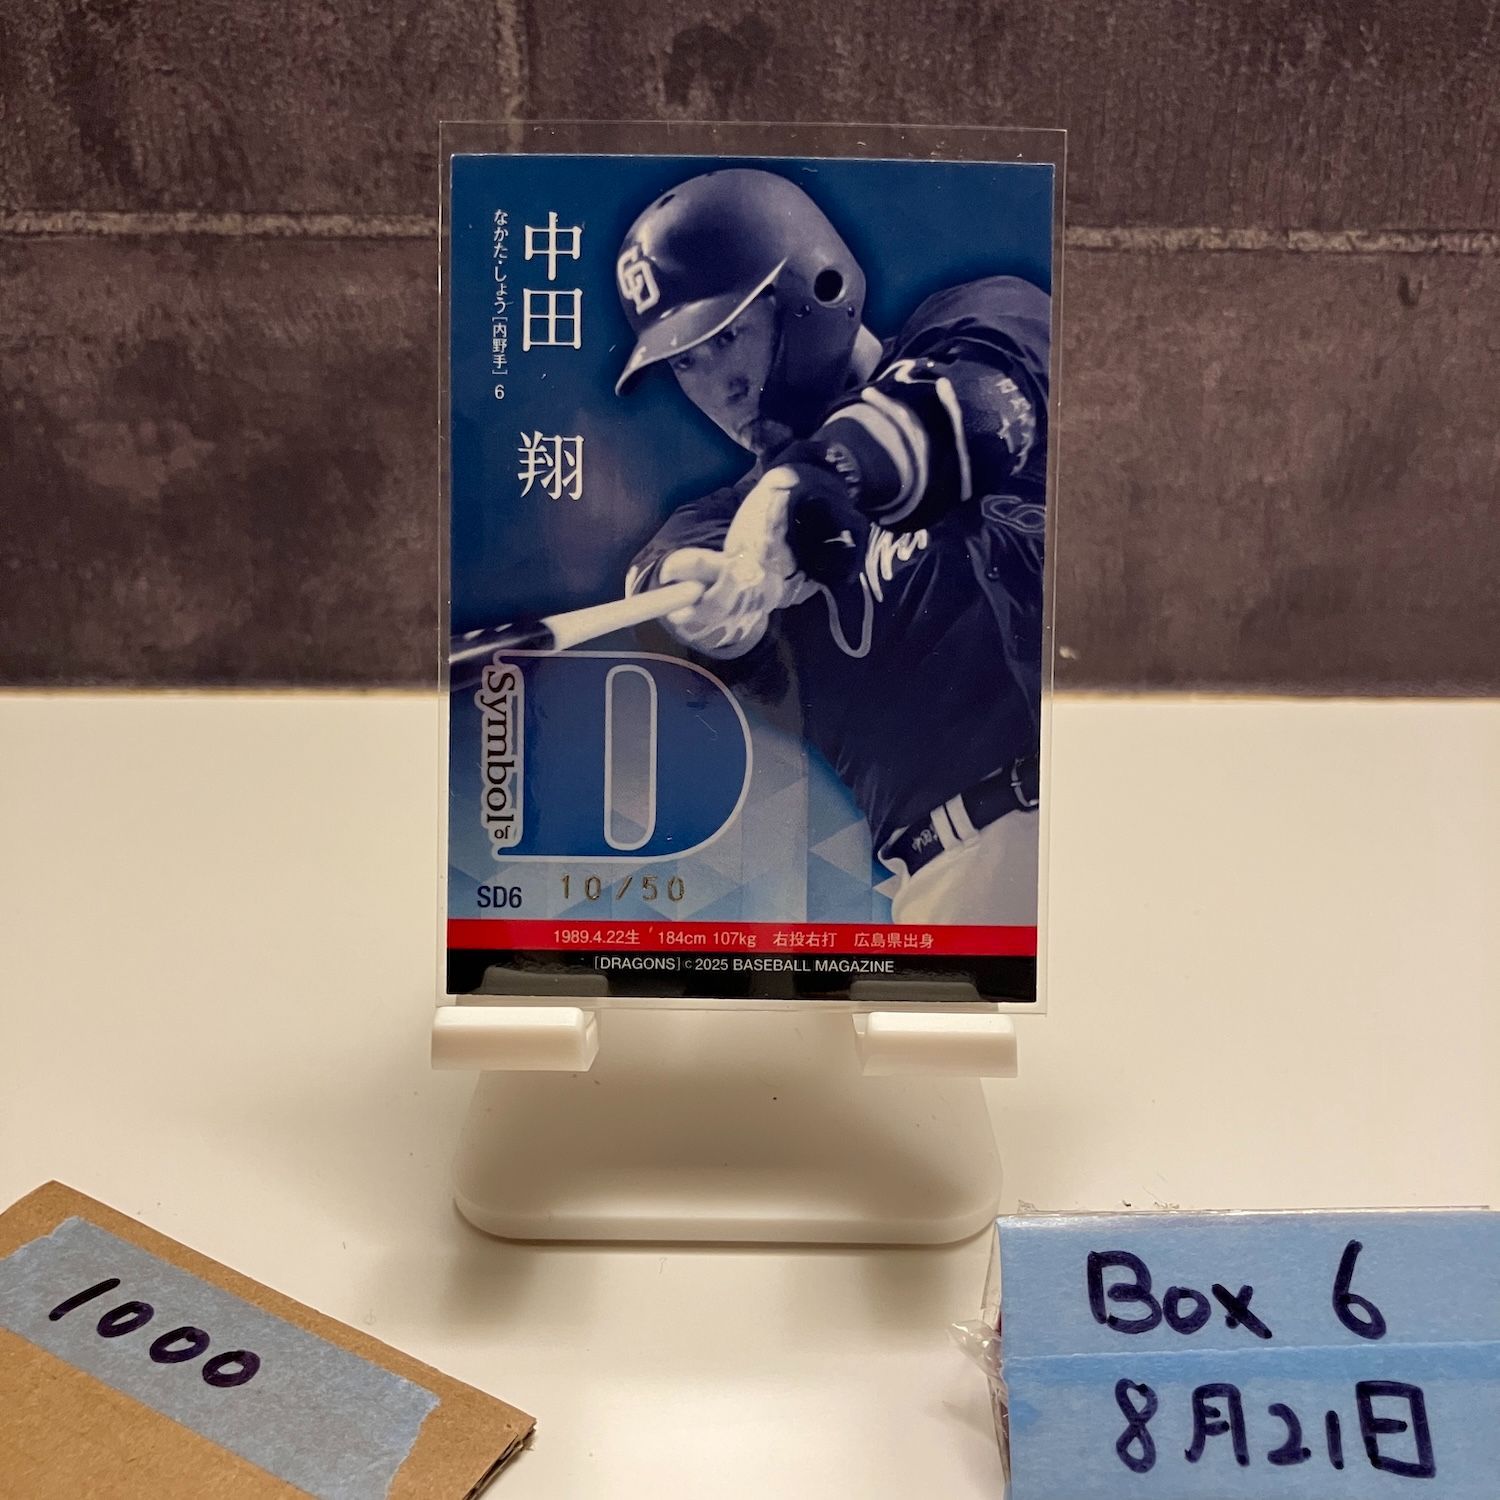 中田 翔
なかた・しょう[内野手] 6
CD
Symbol of D
SD6 10/50
1989.4.22生 184cm 107kg 右投右打 広島県出身
[DRAGONS] © 2025 BASEBALL MAGAZINE
1000
Box 6
8月21日